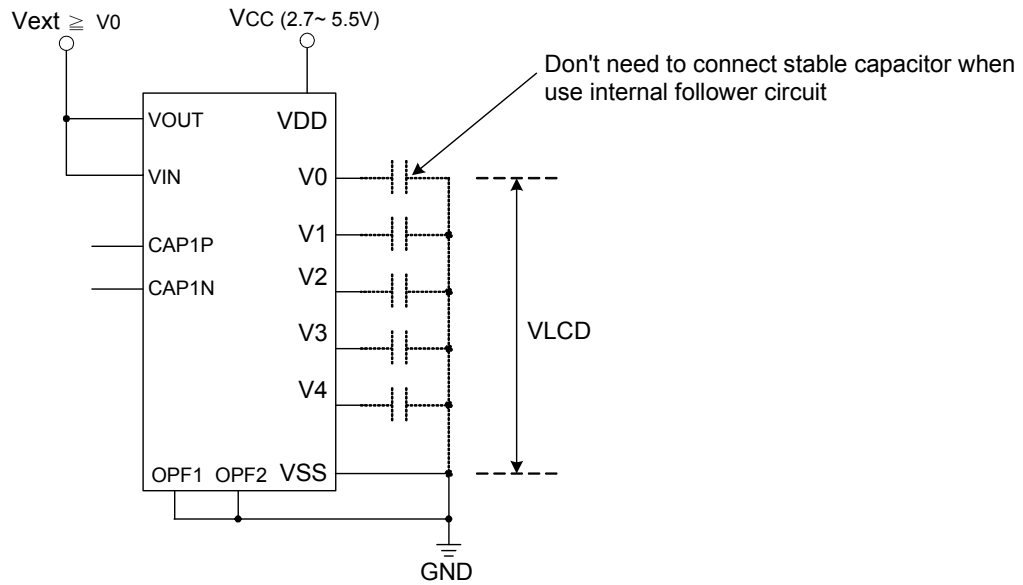 Vext ≧ V0
VCC (2.7~ 5.5V)
Don't need to connect stable capacitor when
use internal follower circuit
VOUT
VDD
VIN
V0
V1
CAP1P
V2
CAP1N
V3
VLCD
V4
OPF1 OPF2 VSS
GND